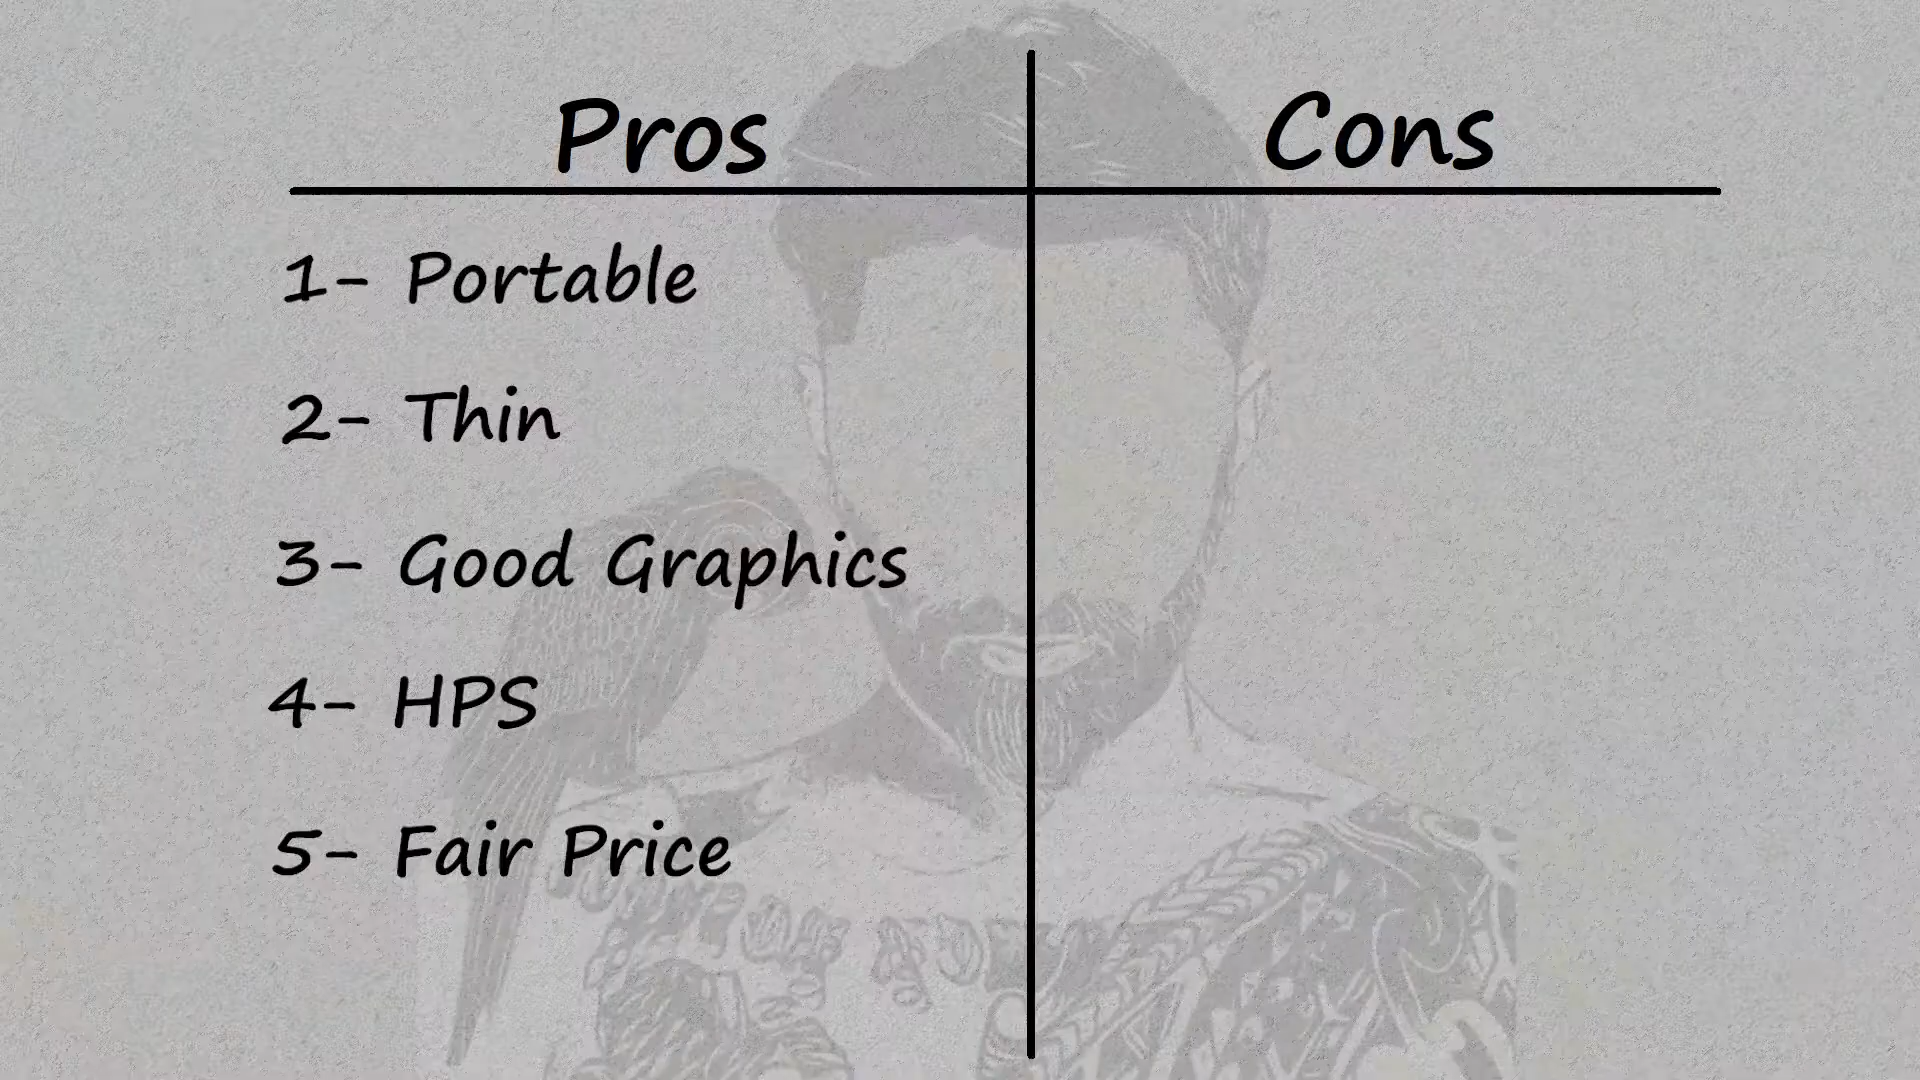 Pros
Cons
1- Portable
2- Thin
3- Good Graphics
4- HPS
5- Fair Price